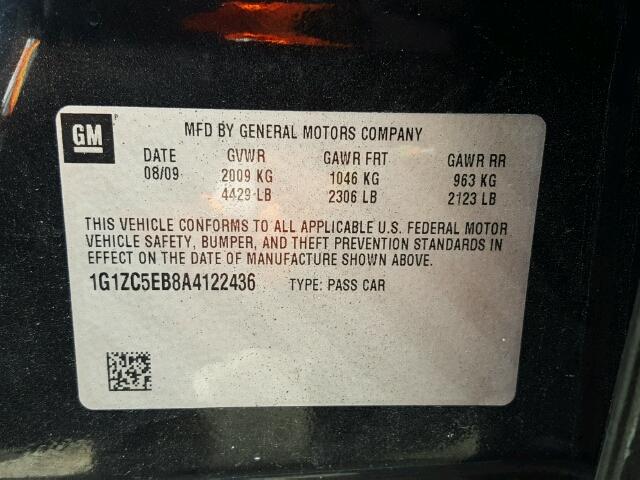 GM
MFD BY GENERAL MOTORS COMPANY
DATE GVWR GAWR FRT GAWR RR
08/09 2009 KG 1046 KG 963 KG
4429 LB 2306 LB 2123 LB
THIS VEHICLE CONFORMS TO ALL APPLICABLE U.S. FEDERAL MOTOR
VEHICLE SAFETY, BUMPER, AND THEFT PREVENTION STANDARDS IN
EFFECT ON THE DATE OF MANUFACTURE SHOWN ABOVE.
1G1ZC5EB8A4122436 TYPE: PASS CAR